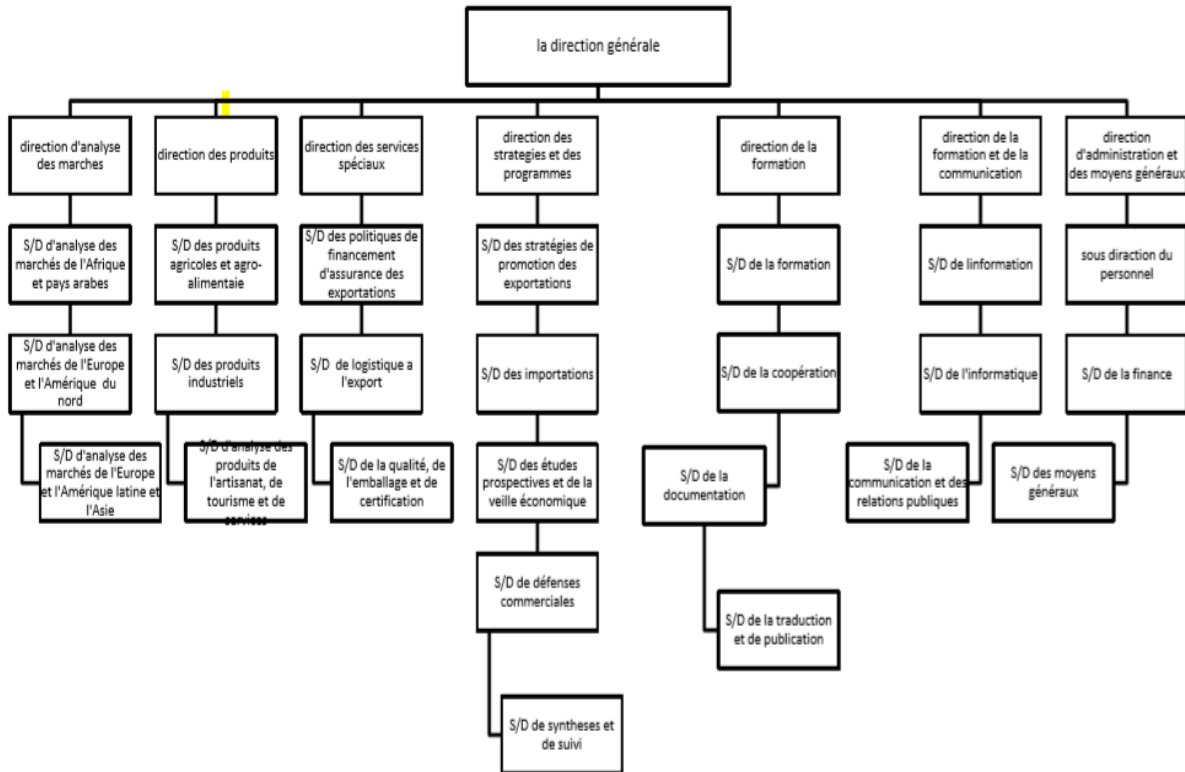 la direction générale
direction d'analyse
des marches
direction des produits
direction des services
spéciaux
direction des
strategies et des
programmes
direction de la
formation
direction de la
formation et de la
communication
direction
d'administration et
des moyens généraux
S/D d'analyse des
marchés de l'Afrique
et pays arabes
S/D des produits
agricoles et agro-
alimentaie
S/D des politiques de
financement
d'assurance des
exportations
S/D des stratégies de
promotion des
exportations
S/D de la formation
S/D de linformation
sous direction du
personnel
S/D d'analyse des
marchés de l'Europe
et l'Amérique du
nord
S/D des produits
industriels
S/D de logistique a
l'export
S/D des importations
S/D de la coopération
S/D de l'informatique
S/D de la finance
S/D d'analyse des
marchés de l'Europe
et l'Amérique latine et
l'Asie
S/D d'analyse des
produits de
l'artisanat, de
tourisme et de
services
S/D de la qualité, de
l'emballage et de
certification
S/D des études
prospectives et de la
veille économique
S/D de la
documentation
S/D de la
communication et des
relations publiques
S/D des moyens
généraux
S/D de défenses
commerciales
S/D de la traduction
et de publication
S/D de syntheses et
de suivi